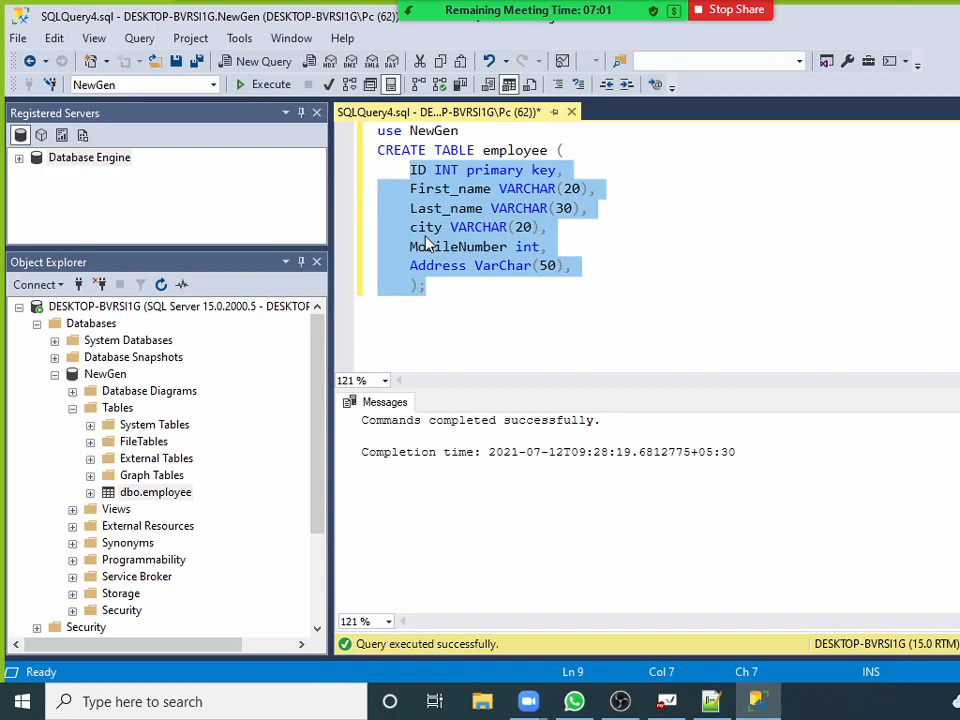 SQLQuery4.sql - DESKTOP-BVRSI1G.NewGen (DESKTOP-BVRSI1G\Pc (62))* - Mi
Remaining Meeting Time: 07:01
Stop Share
File Edit View Query Project Tools Window Help
New Query MDX DMX XMLA DAX
NewGen Execute
Registered Servers
SQLQuery4.sql - DE...P-BVRSI1G\Pc (62))*
Database Engine
use NewGen
CREATE TABLE employee (
ID INT primary key,
First_name VARCHAR(20),
Last_name VARCHAR(30),
city VARCHAR(20),
MobileNumber int,
Address VarChar(50),
);
Object Explorer
Connect
DESKTOP-BVRSI1G (SQL Server 15.0.2000.5 - DESKTOP
Databases
System Databases
Database Snapshots
NewGen
Database Diagrams
Tables
System Tables
FileTables
External Tables
Graph Tables
dbo.employee
Views
External Resources
Synonyms
Programmability
Service Broker
Storage
Security
Security
121 %
Messages
Commands completed successfully.
Completion time: 2021-07-12T09:28:19.6812775+05:30
121 %
Query executed successfully.
DESKTOP-BVRSI1G (15.0 RTM)
Ready
Ln 9
Col 7
Ch 7
INS
Type here to search